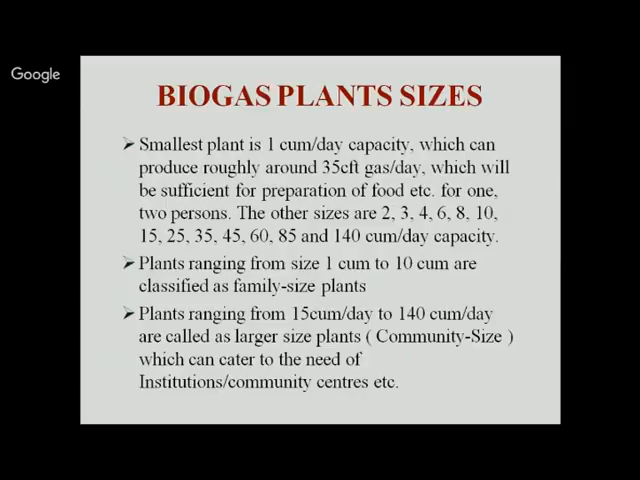 Google
BIOGAS PLANTS SIZES
➢ Smallest plant is 1 cum/day capacity, which can
produce roughly around 35cft gas/day, which will
be sufficient for preparation of food etc. for one,
two persons. The other sizes are 2, 3, 4, 6, 8, 10,
15, 25, 35, 45, 60, 85 and 140 cum/day capacity.
➢ Plants ranging from size 1 cum to 10 cum are
classified as family-size plants
➢ Plants ranging from 15cum/day to 140 cum/day
are called as larger size plants ( Community-Size )
which can cater to the need of
Institutions/community centres etc.